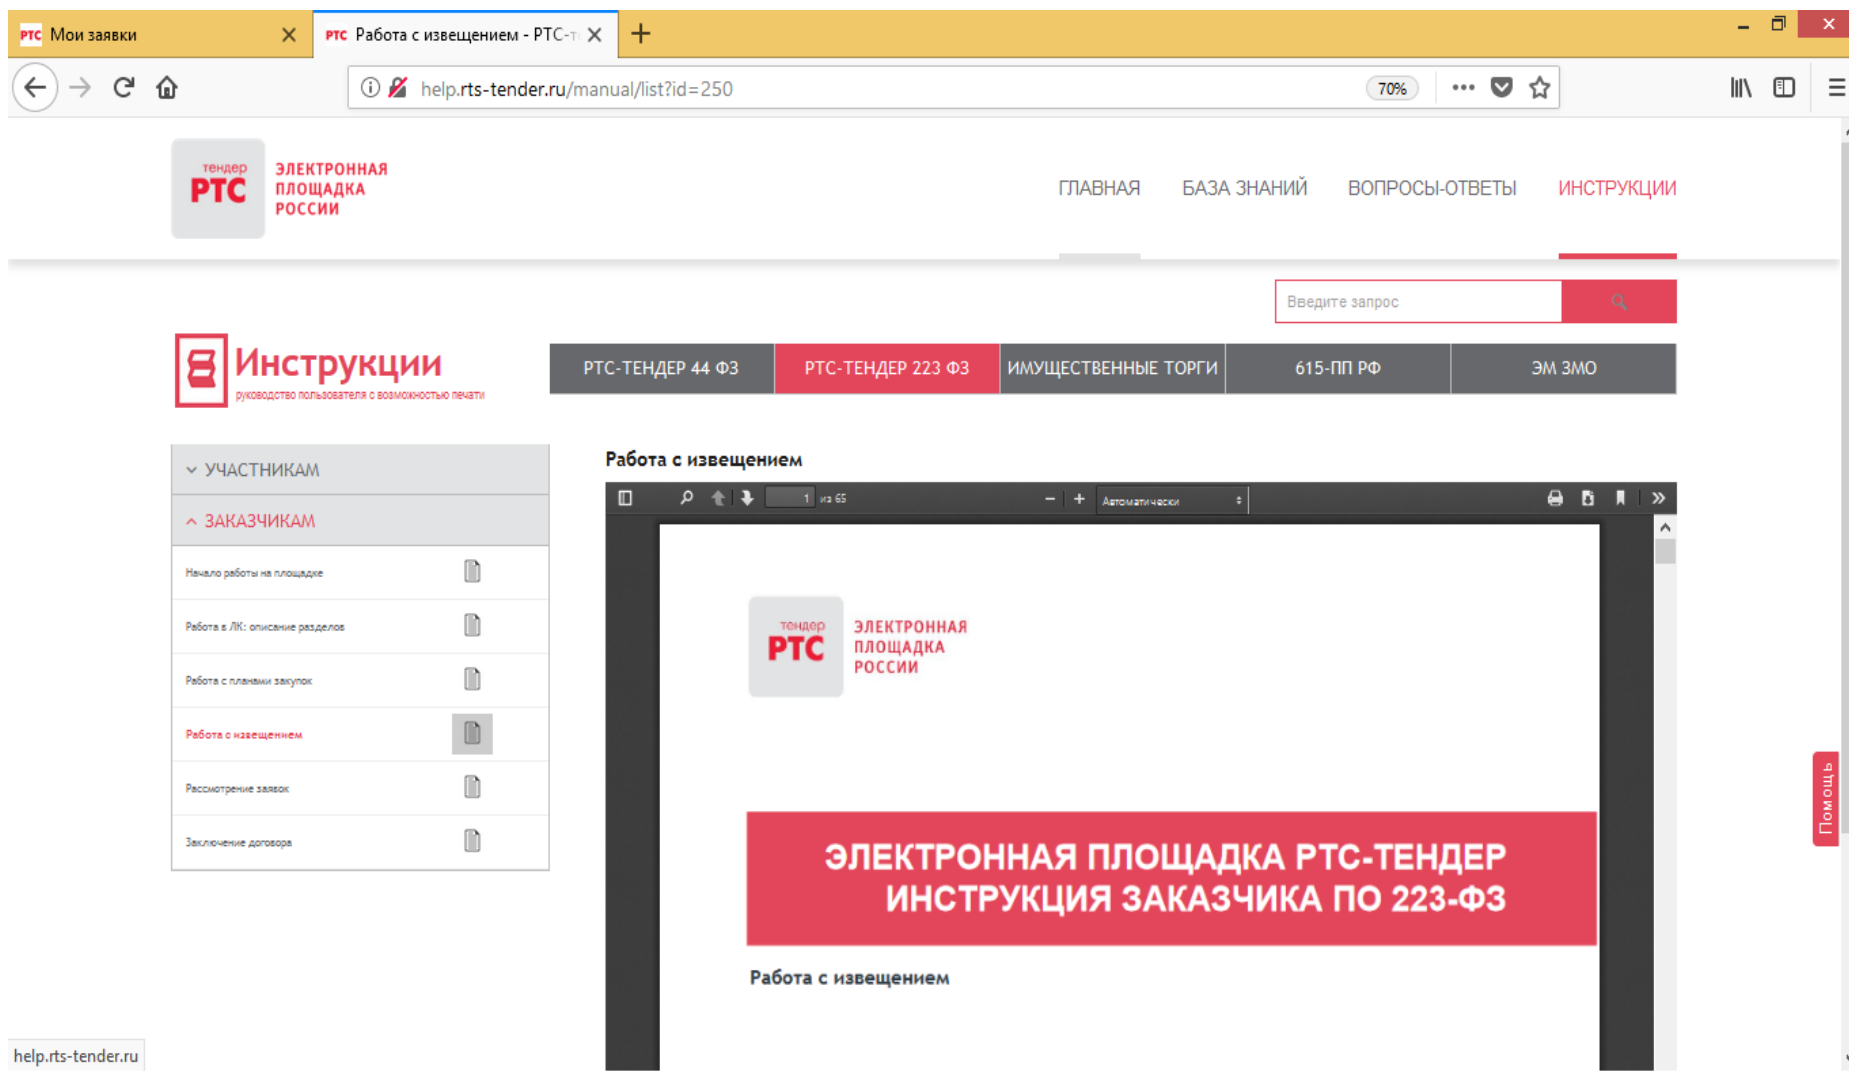 РТС Мои заявки
РТС Работа с извещением - РТС-т
help.rts-tender.ru/manual/list?id=250
70%
тендер
РТС
ЭЛЕКТРОННАЯ
ПЛОЩАДКА
РОССИИ
ГЛАВНАЯ
БАЗА ЗНАНИЙ
ВОПРОСЫ-ОТВЕТЫ
ИНСТРУКЦИИ
Введите запрос
Инструкции
руководство пользователя с возможностью печати
РТС-ТЕНДЕР 44 ФЗ
РТС-ТЕНДЕР 223 ФЗ
ИМУЩЕСТВЕННЫЕ ТОРГИ
615-ПП РФ
ЭМ ЗМО
УЧАСТНИКАМ
ЗАКАЗЧИКАМ
Начало работы на площадке
Работа в ЛК: описание разделов
Работа с планами закупок
Работа с извещением
Рассмотрение заявок
Заключение договора
Работа с извещением
1 из 65
Автоматически
тендер
РТС
ЭЛЕКТРОННАЯ
ПЛОЩАДКА
РОССИИ
ЭЛЕКТРОННАЯ ПЛОЩАДКА РТС-ТЕНДЕР
ИНСТРУКЦИЯ ЗАКАЗЧИКА ПО 223-ФЗ
Работа с извещением
Помощь
help.rts-tender.ru